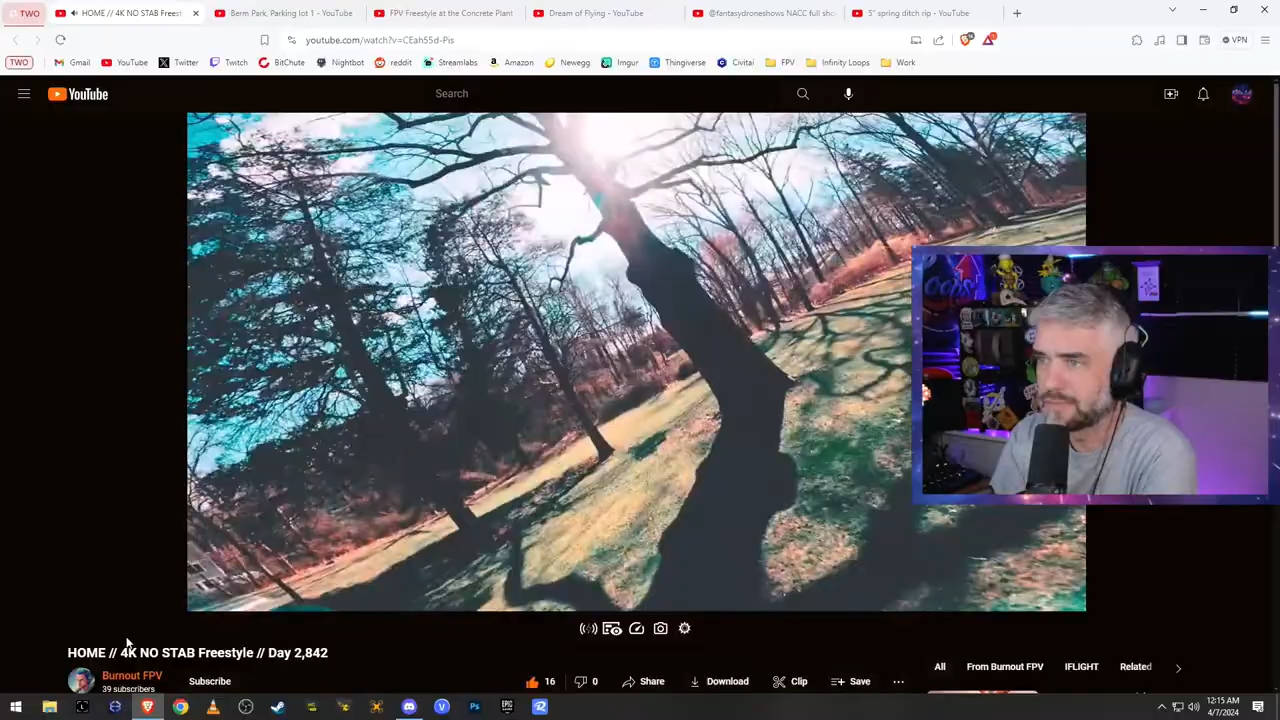 TWO
HOME // 4K NO STAB Freest
Berm Park, Parking lot 1 - YouTube
FPV Freestyle at the Concrete Plant
Dream of Flying - YouTube
@fantasydroneshows NACC full sho
5" spring ditch rip - YouTube
youtube.com/watch?v=CEah55d-Pis
VPN
TWO
Gmail
YouTube
Twitter
Twitch
BitChute
Nightbot
reddit
Streamlabs
Amazon
Newegg
Imgur
Thingiverse
Civitai
FPV
Infinity Loops
Work
YouTube
Search
HOME // 4K NO STAB Freestyle // Day 2,842
Burnout FPV
39 subscribers
Subscribe
16
0
Share
Download
Clip
Save
All
From Burnout FPV
IFLIGHT
Related
12:15 AM
4/7/2024